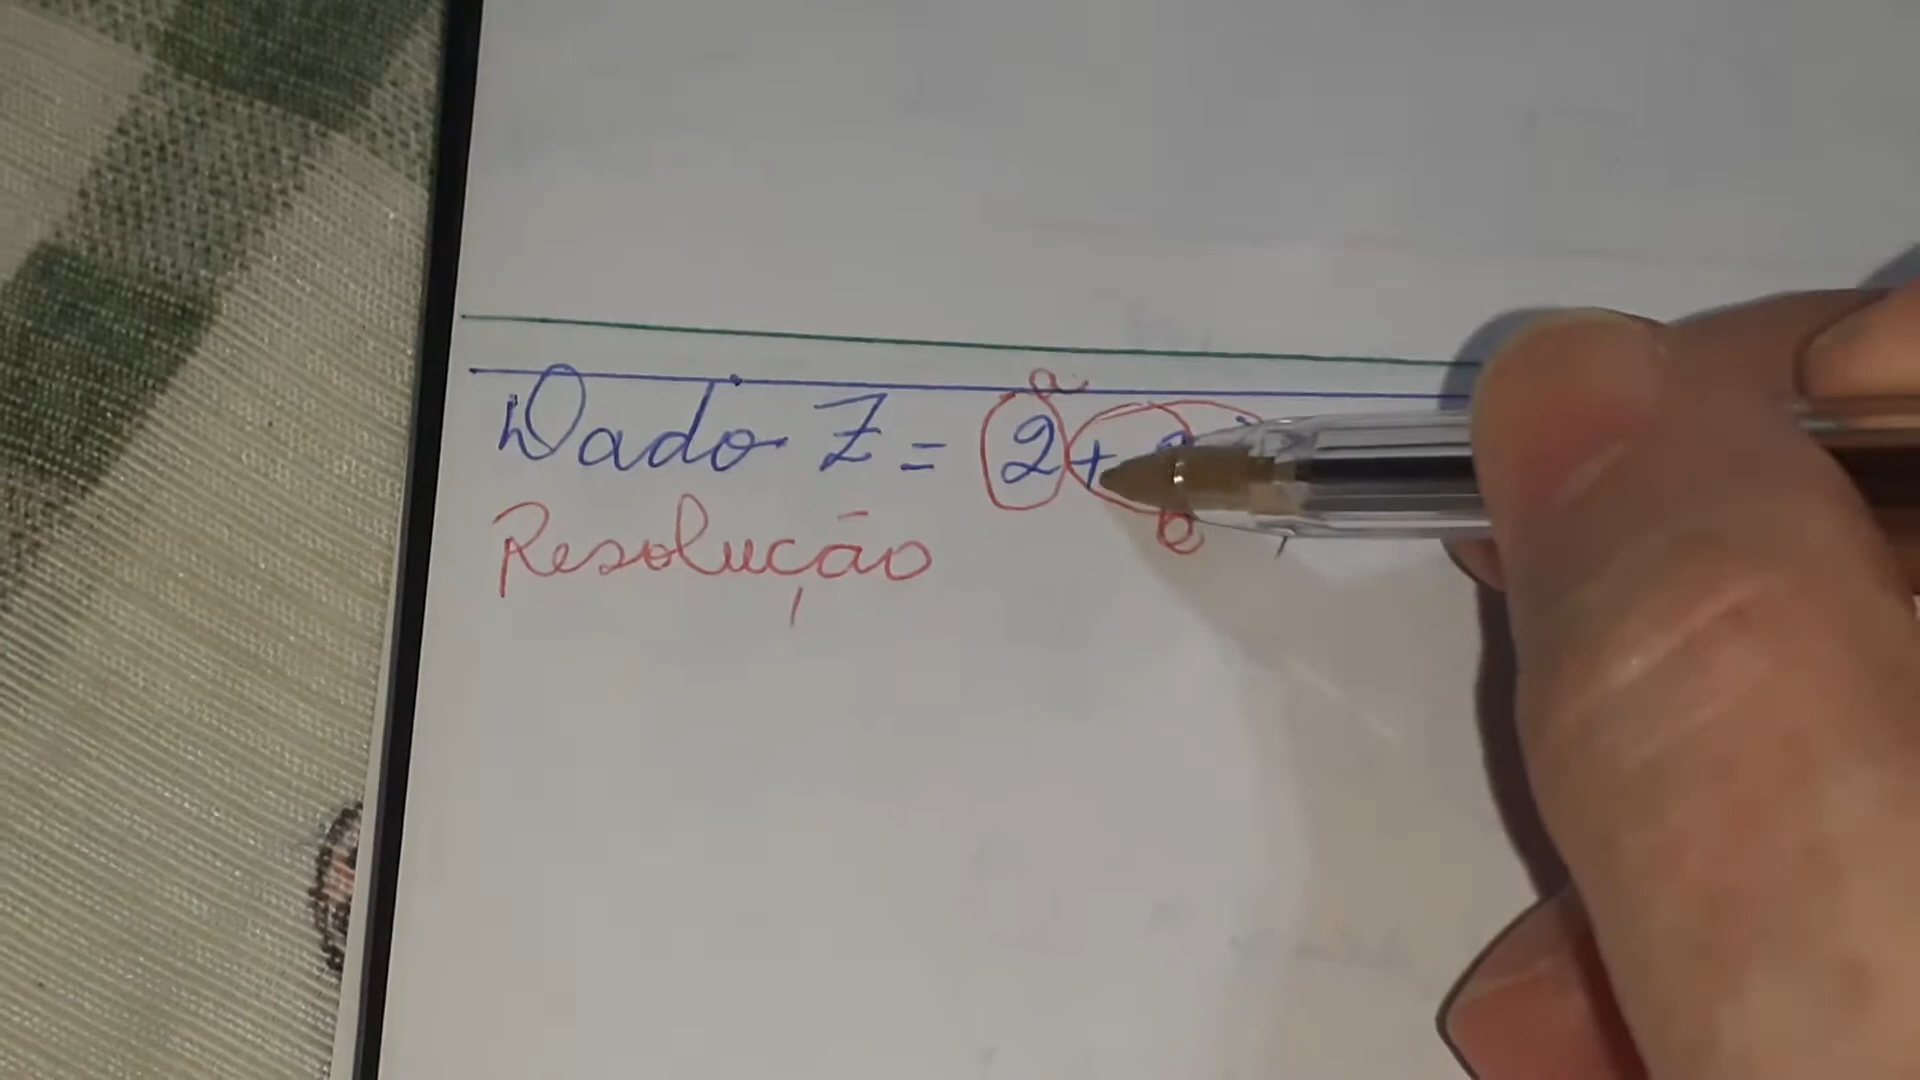 a
Dado Z = 2 +
b
Resolução